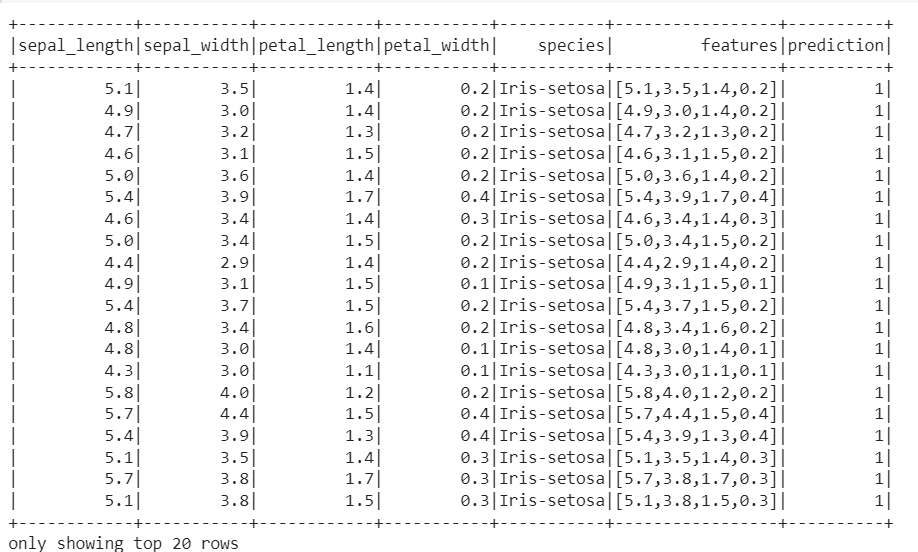 +------------+-----------+------------+-----------+-----------+-----------------+----------+
|sepal_length|sepal_width|petal_length|petal_width|    species|         features|prediction|
+------------+-----------+------------+-----------+-----------+-----------------+----------+
|         5.1|        3.5|         1.4|        0.2|Iris-setosa|[5.1,3.5,1.4,0.2]|         1|
|         4.9|        3.0|         1.4|        0.2|Iris-setosa|[4.9,3.0,1.4,0.2]|         1|
|         4.7|        3.2|         1.3|        0.2|Iris-setosa|[4.7,3.2,1.3,0.2]|         1|
|         4.6|        3.1|         1.5|        0.2|Iris-setosa|[4.6,3.1,1.5,0.2]|         1|
|         5.0|        3.6|         1.4|        0.2|Iris-setosa|[5.0,3.6,1.4,0.2]|         1|
|         5.4|        3.9|         1.7|        0.4|Iris-setosa|[5.4,3.9,1.7,0.4]|         1|
|         4.6|        3.4|         1.4|        0.3|Iris-setosa|[4.6,3.4,1.4,0.3]|         1|
|         5.0|        3.4|         1.5|        0.2|Iris-setosa|[5.0,3.4,1.5,0.2]|         1|
|         4.4|        2.9|         1.4|        0.2|Iris-setosa|[4.4,2.9,1.4,0.2]|         1|
|         4.9|        3.1|         1.5|        0.1|Iris-setosa|[4.9,3.1,1.5,0.1]|         1|
|         5.4|        3.7|         1.5|        0.2|Iris-setosa|[5.4,3.7,1.5,0.2]|         1|
|         4.8|        3.4|         1.6|        0.2|Iris-setosa|[4.8,3.4,1.6,0.2]|         1|
|         4.8|        3.0|         1.4|        0.1|Iris-setosa|[4.8,3.0,1.4,0.1]|         1|
|         4.3|        3.0|         1.1|        0.1|Iris-setosa|[4.3,3.0,1.1,0.1]|         1|
|         5.8|        4.0|         1.2|        0.2|Iris-setosa|[5.8,4.0,1.2,0.2]|         1|
|         5.7|        4.4|         1.5|        0.4|Iris-setosa|[5.7,4.4,1.5,0.4]|         1|
|         5.4|        3.9|         1.3|        0.4|Iris-setosa|[5.4,3.9,1.3,0.4]|         1|
|         5.1|        3.5|         1.4|        0.3|Iris-setosa|[5.1,3.5,1.4,0.3]|         1|
|         5.7|        3.8|         1.7|        0.3|Iris-setosa|[5.7,3.8,1.7,0.3]|         1|
|         5.1|        3.8|         1.5|        0.3|Iris-setosa|[5.1,3.8,1.5,0.3]|         1|
+------------+-----------+------------+-----------+-----------+-----------------+----------+
only showing top 20 rows